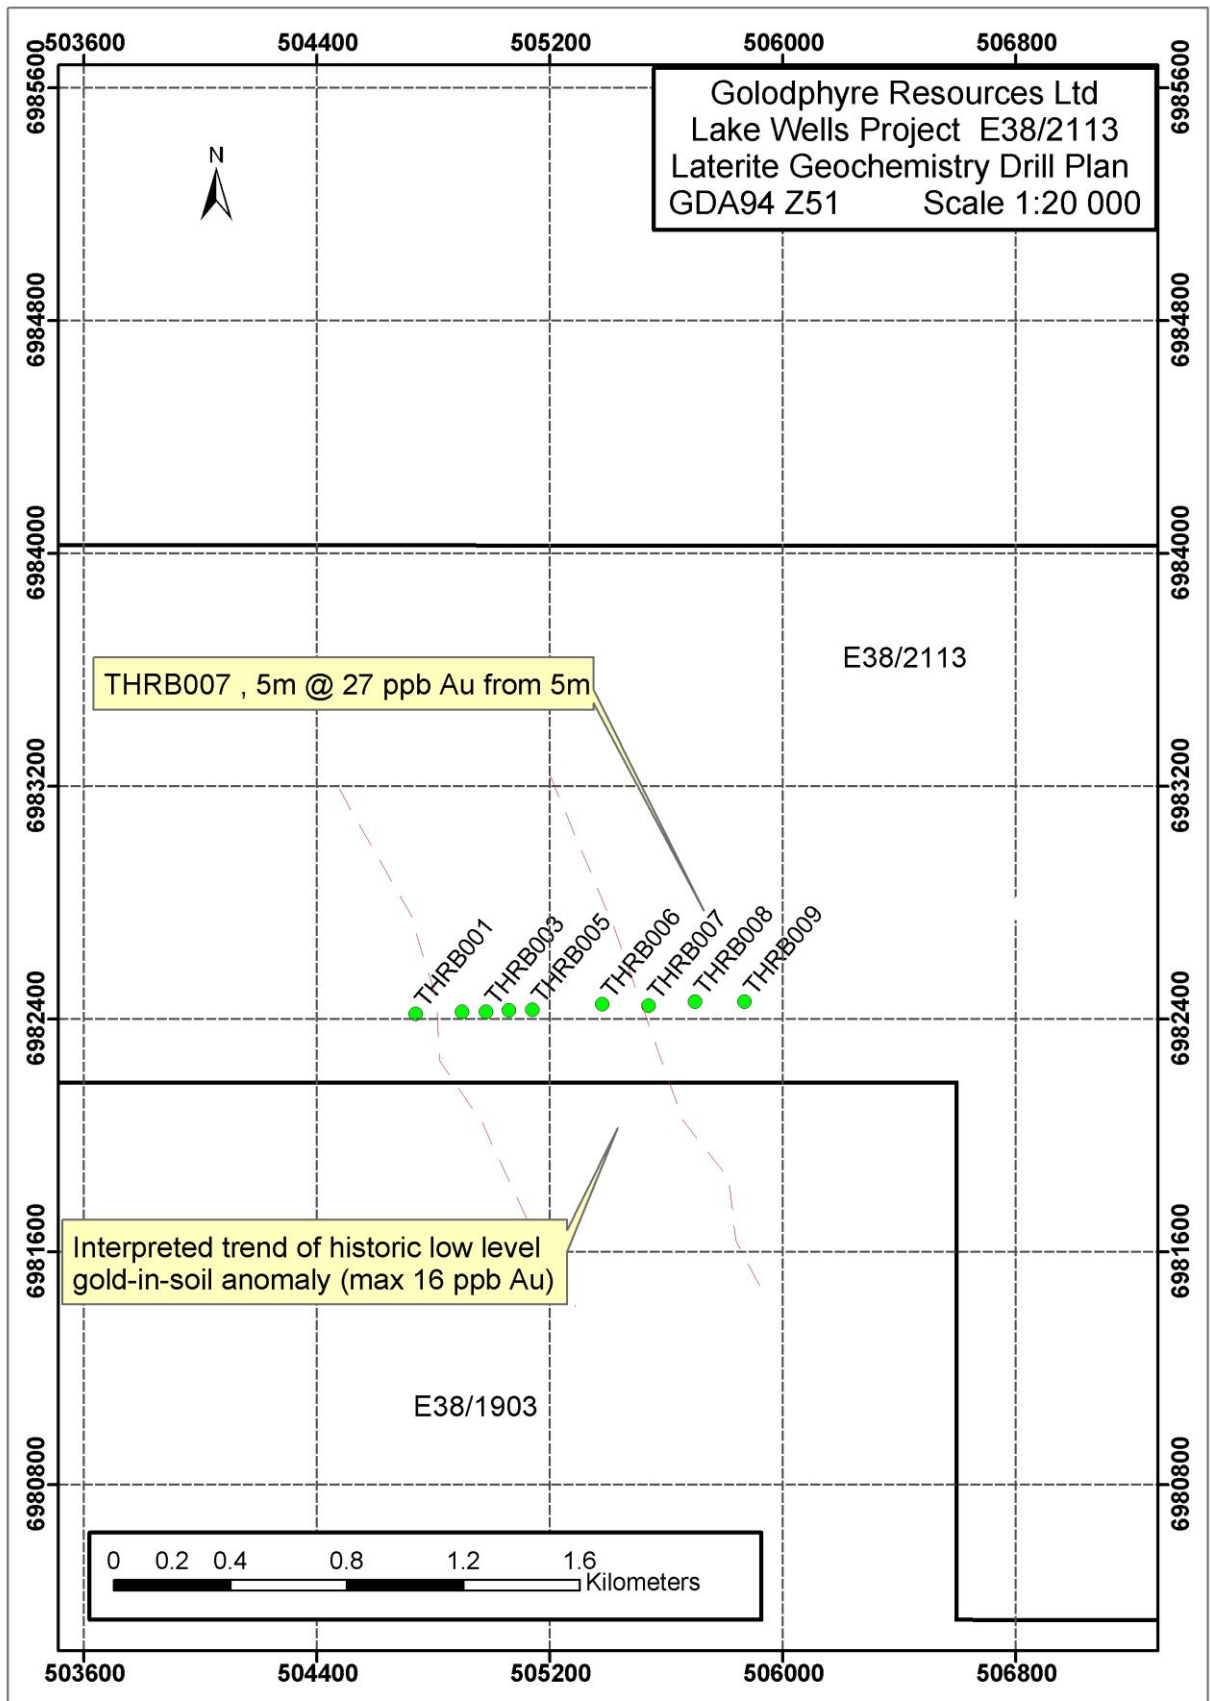 503600 504400 505200 506000 506800
6985600
6985600
Golodphyre Resources Ltd
Lake Wells Project E38/2113
Laterite Geochemistry Drill Plan
GDA94 Z51 Scale 1:20 000
N
6984800
6984800
6984000
6984000
E38/2113
THRB007 , 5m @ 27 ppb Au from 5m
6983200
6983200
THRB001
THRB003
THRB005
THRB006
THRB007
THRB008
THRB009
6982400
6982400
6981600
6981600
Interpreted trend of historic low level
gold-in-soil anomaly (max 16 ppb Au)
E38/1903
6980800
6980800
0 0.2 0.4 0.8 1.2 1.6
Kilometers
503600 504400 505200 506000 506800